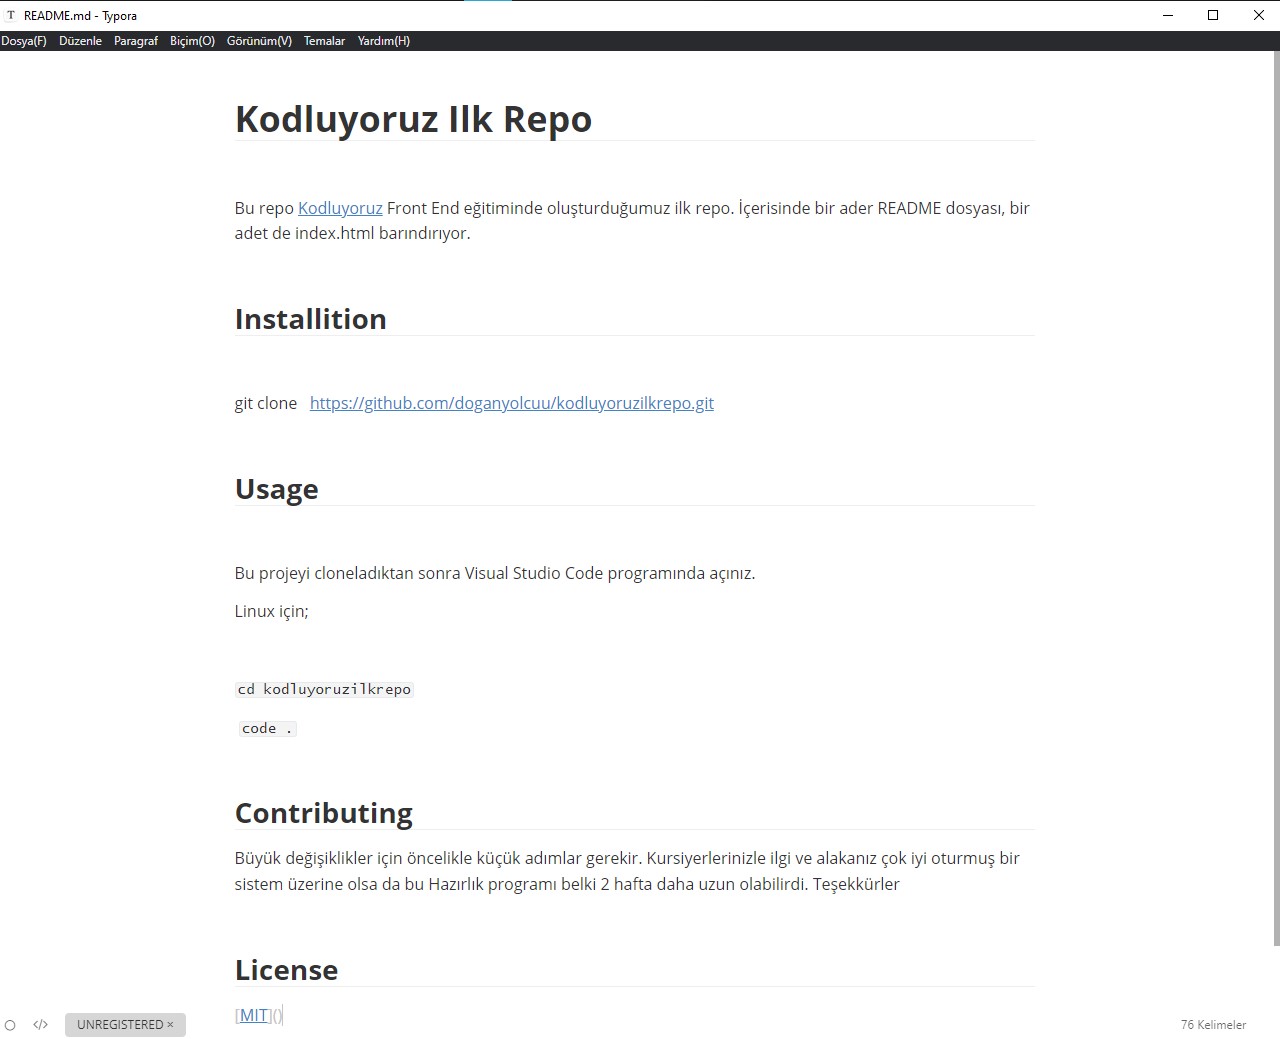 T README.md - Typora
Dosya(F) Düzenle Paragraf Biçim(O) Görünüm(V) Temalar Yardım(H)
Kodluyoruz Ilk Repo
Bu repo Kodluyoruz Front End eğitiminde oluşturduğumuz ilk repo. İçerisinde bir ader README dosyası, bir
adet de index.html barındırıyor.
Installition
git clone https://github.com/doganyolcuu/kodluyoruzilkrepo.git
Usage
Bu projeyi cloneladıktan sonra Visual Studio Code programında açınız.
Linux için;
cd kodluyoruzilkrepo
code .
Contributing
Büyük değişiklikler için öncelikle küçük adımlar gerekir. Kursiyerlerinizle ilgi ve alakanız çok iyi oturmuş bir
sistem üzerine olsa da bu Hazırlık programı belki 2 hafta daha uzun olabilirdi. Teşekkürler
License
[MIT]()
</> UNREGISTERED × 76 Kelimeler